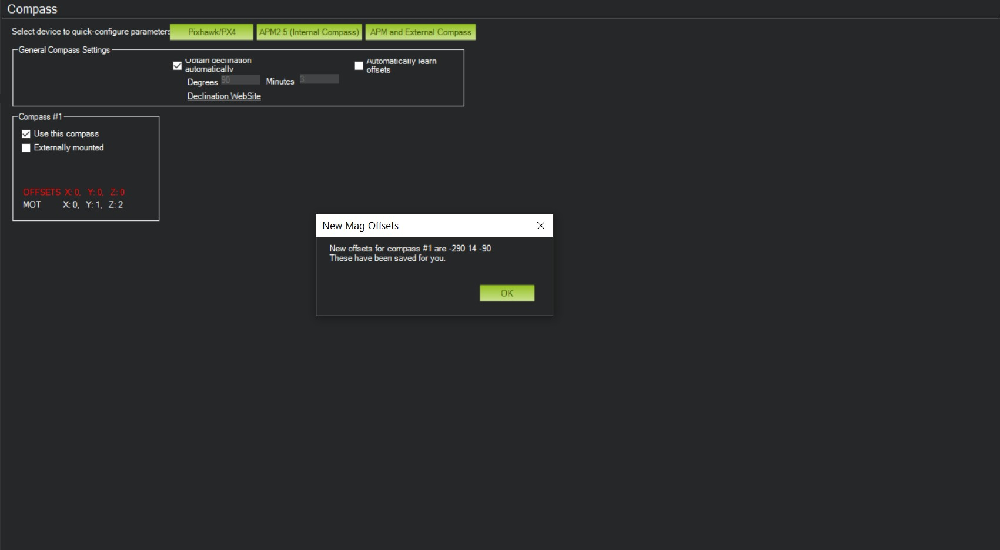 Compass
Select device to quick-configure parameters Pixhawk/PX4 APM2.5 (Internal Compass) APM and External Compass
General Compass Settings
Obtain declination
automatically
Automatically learn
offsets
Degrees 90 Minutes 3
Declination WebSite
Compass #1
Use this compass
Externally mounted
OFFSETS X: 0, Y: 0, Z: 0
MOT X: 0, Y: 1, Z: 2
New Mag Offsets
New offsets for compass #1 are -290 14 -90
These have been saved for you.
OK